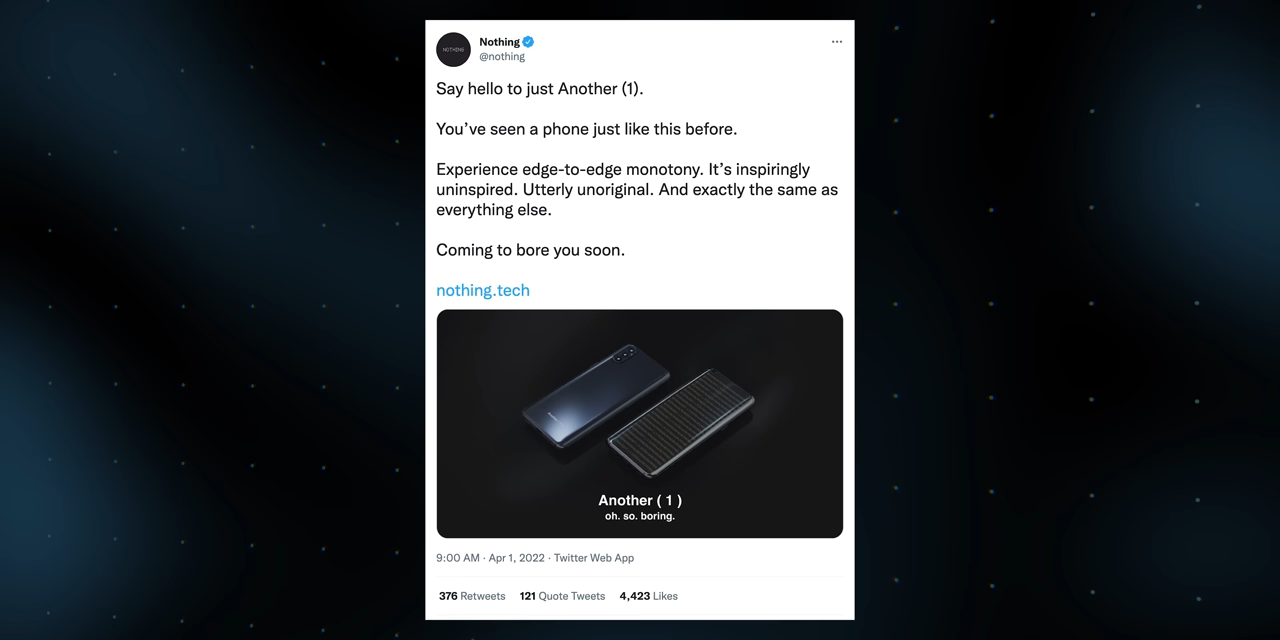 NOTHING
Nothing
@nothing
Say hello to just Another (1).
You’ve seen a phone just like this before.
Experience edge-to-edge monotony. It’s inspiringly
uninspired. Utterly unoriginal. And exactly the same as
everything else.
Coming to bore you soon.
nothing.tech
Another ( 1 )
oh. so. boring.
9:00 AM · Apr 1, 2022 · Twitter Web App
376 Retweets 121 Quote Tweets 4,423 Likes